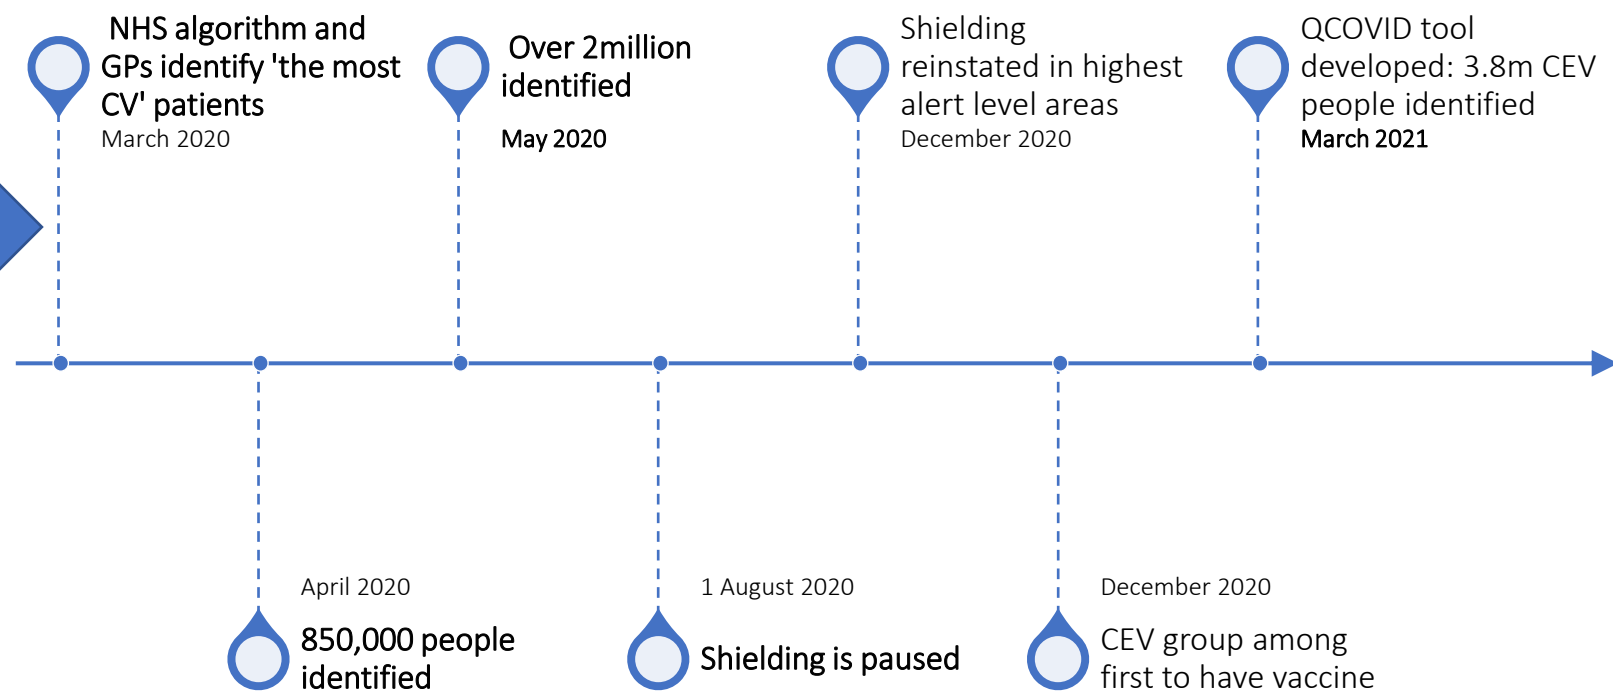 NHS algorithm and
GPs identify 'the most
CV' patients
March 2020
Over 2million
identified
May 2020
Shielding
reinstated in highest
alert level areas
December 2020
QCOVID tool
developed: 3.8m CEV
people identified
March 2021
April 2020
850,000 people
identified
1 August 2020
Shielding is paused
December 2020
CEV group among
first to have vaccine